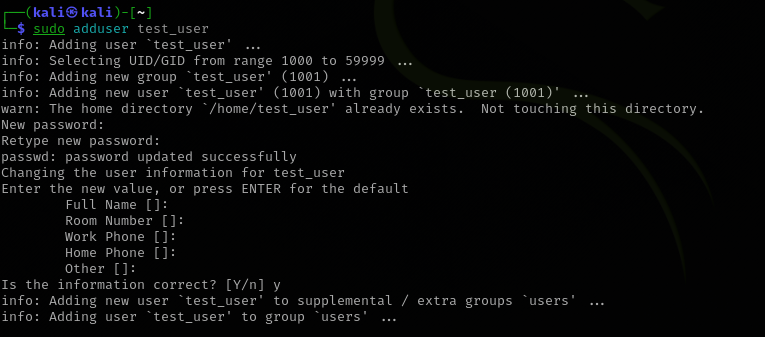 ┌──(kali㉿kali)-[~]
└─$ sudo adduser test_user
info: Adding user `test_user' ...
info: Selecting UID/GID from range 1000 to 59999 ...
info: Adding new group `test_user' (1001) ...
info: Adding new user `test_user' (1001) with group `test_user (1001)' ...
warn: The home directory `/home/test_user' already exists.  Not touching this directory.
New password:
Retype new password:
passwd: password updated successfully
Changing the user information for test_user
Enter the new value, or press ENTER for the default
        Full Name []:
        Room Number []:
        Work Phone []:
        Home Phone []:
        Other []:
Is the information correct? [Y/n] y
info: Adding new user `test_user' to supplemental / extra groups `users' ...
info: Adding user `test_user' to group `users' ...